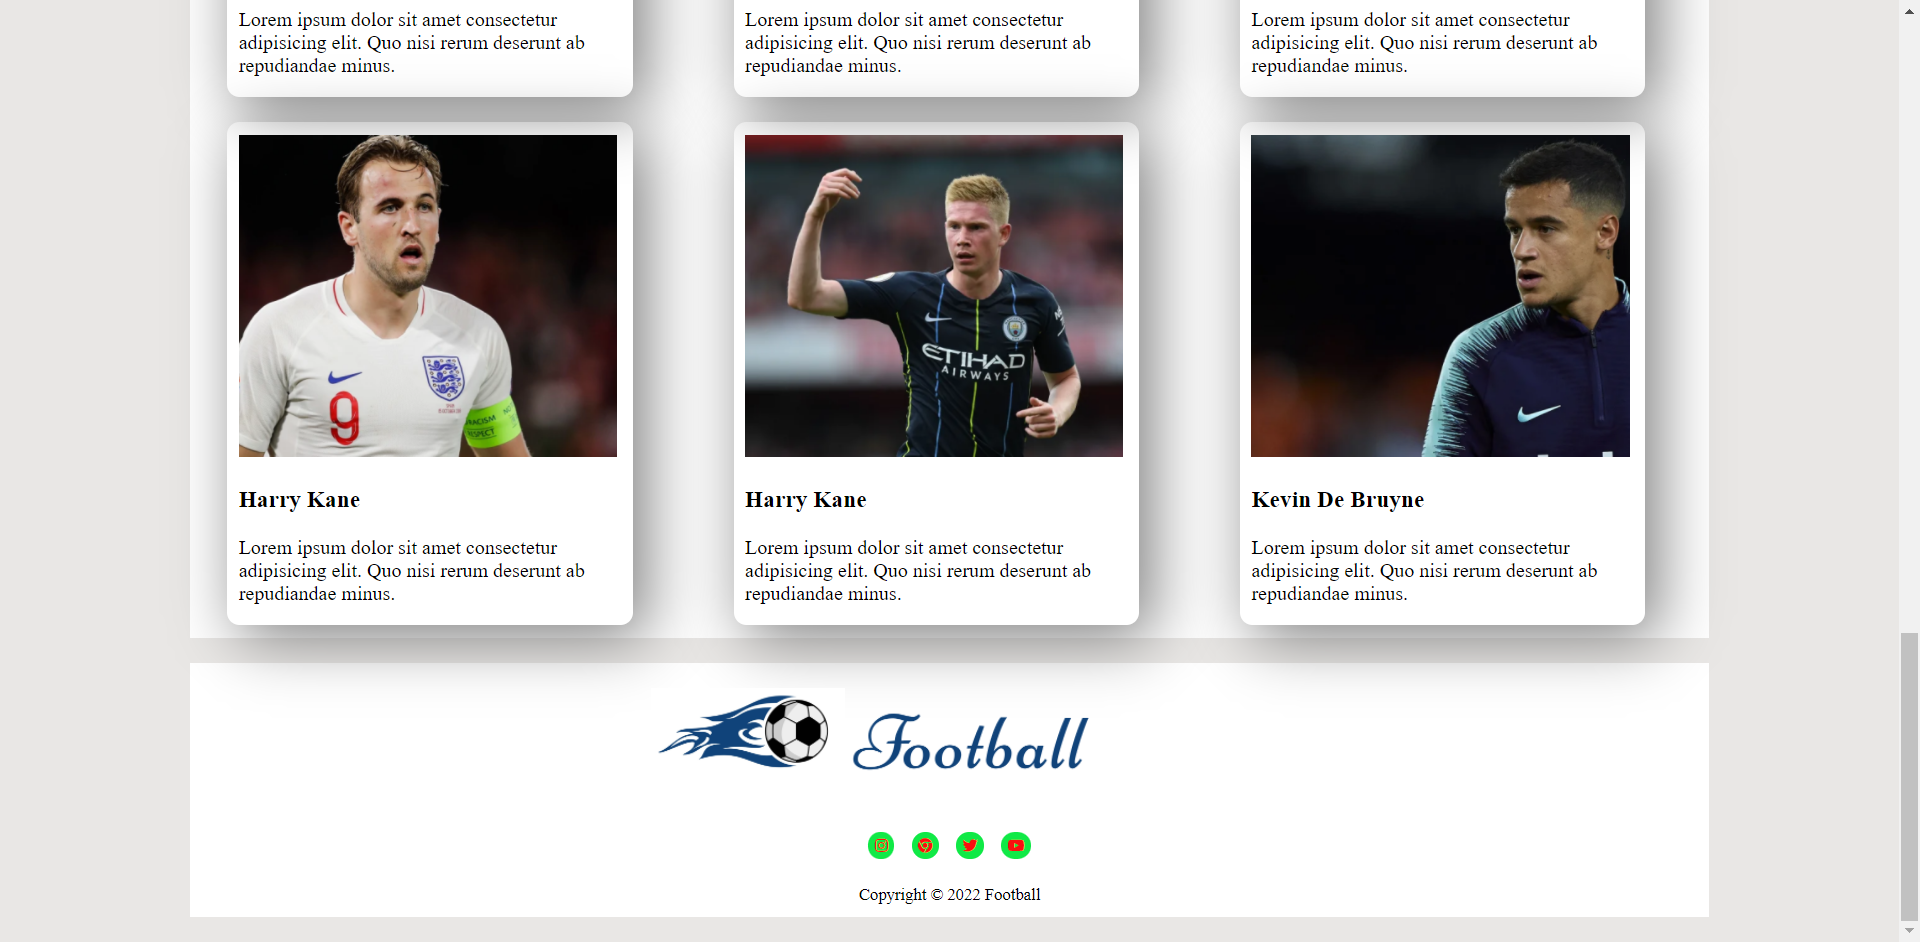 Lorem ipsum dolor sit amet consectetur
adipisicing elit. Quo nisi rerum deserunt ab
repudiandae minus.
Lorem ipsum dolor sit amet consectetur
adipisicing elit. Quo nisi rerum deserunt ab
repudiandae minus.
Lorem ipsum dolor sit amet consectetur
adipisicing elit. Quo nisi rerum deserunt ab
repudiandae minus.
9
RACISM
RESPECT
Harry Kane
Lorem ipsum dolor sit amet consectetur
adipisicing elit. Quo nisi rerum deserunt ab
repudiandae minus.
ETIHAD
AIRWAYS
Harry Kane
Lorem ipsum dolor sit amet consectetur
adipisicing elit. Quo nisi rerum deserunt ab
repudiandae minus.
Kevin De Bruyne
Lorem ipsum dolor sit amet consectetur
adipisicing elit. Quo nisi rerum deserunt ab
repudiandae minus.
Football
Copyright © 2022 Football